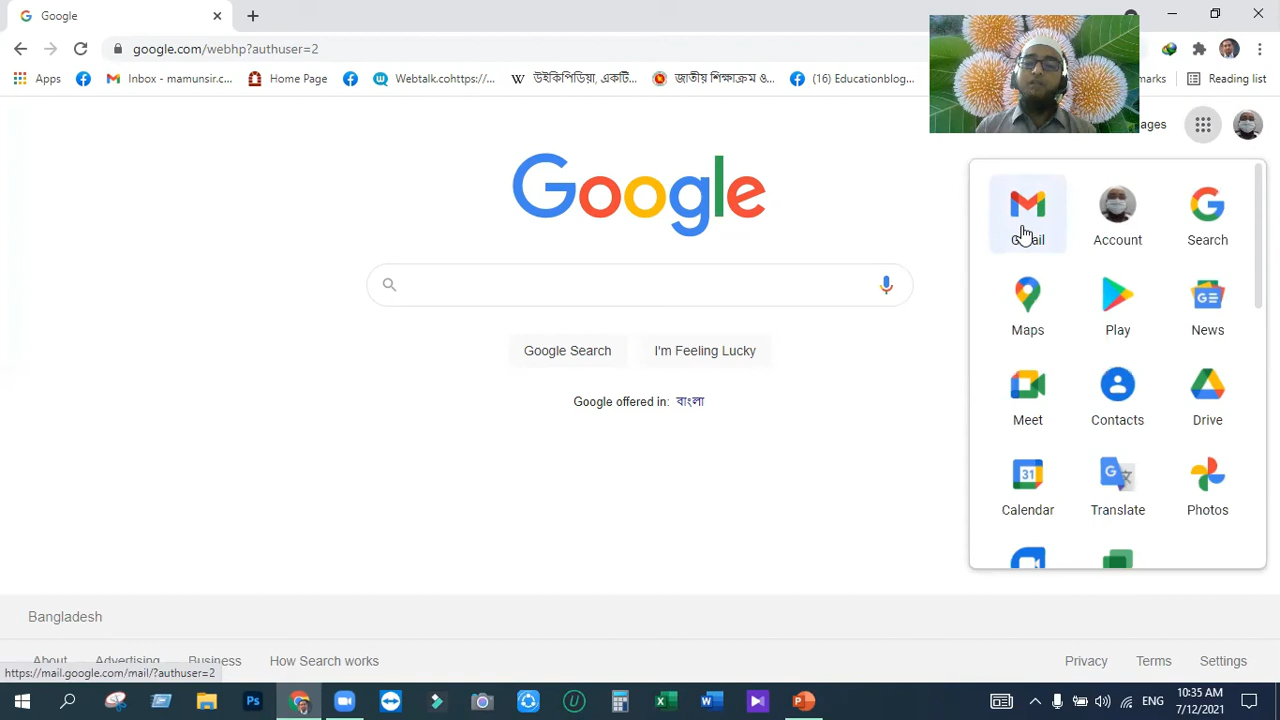 Google
google.com/webhp?authuser=2
Apps
Inbox - mamunsir.c...
Home Page
Webtalk.cohttps://...
উইকিপিডিয়া, একটি...
জাতীয় শিক্ষাক্রম ও...
(16) Educationblog...
Reading list
Google
Gmail
Account
Search
Maps
Play
News
Meet
Contacts
Drive
Calendar
31
Translate
Photos
Google Search
I'm Feeling Lucky
Google offered in: বাংলা
Bangladesh
About
Advertising
Business
How Search works
Privacy
Terms
Settings
https://mail.google.com/mail/?authuser=2
ENG
10:35 AM
7/12/2021